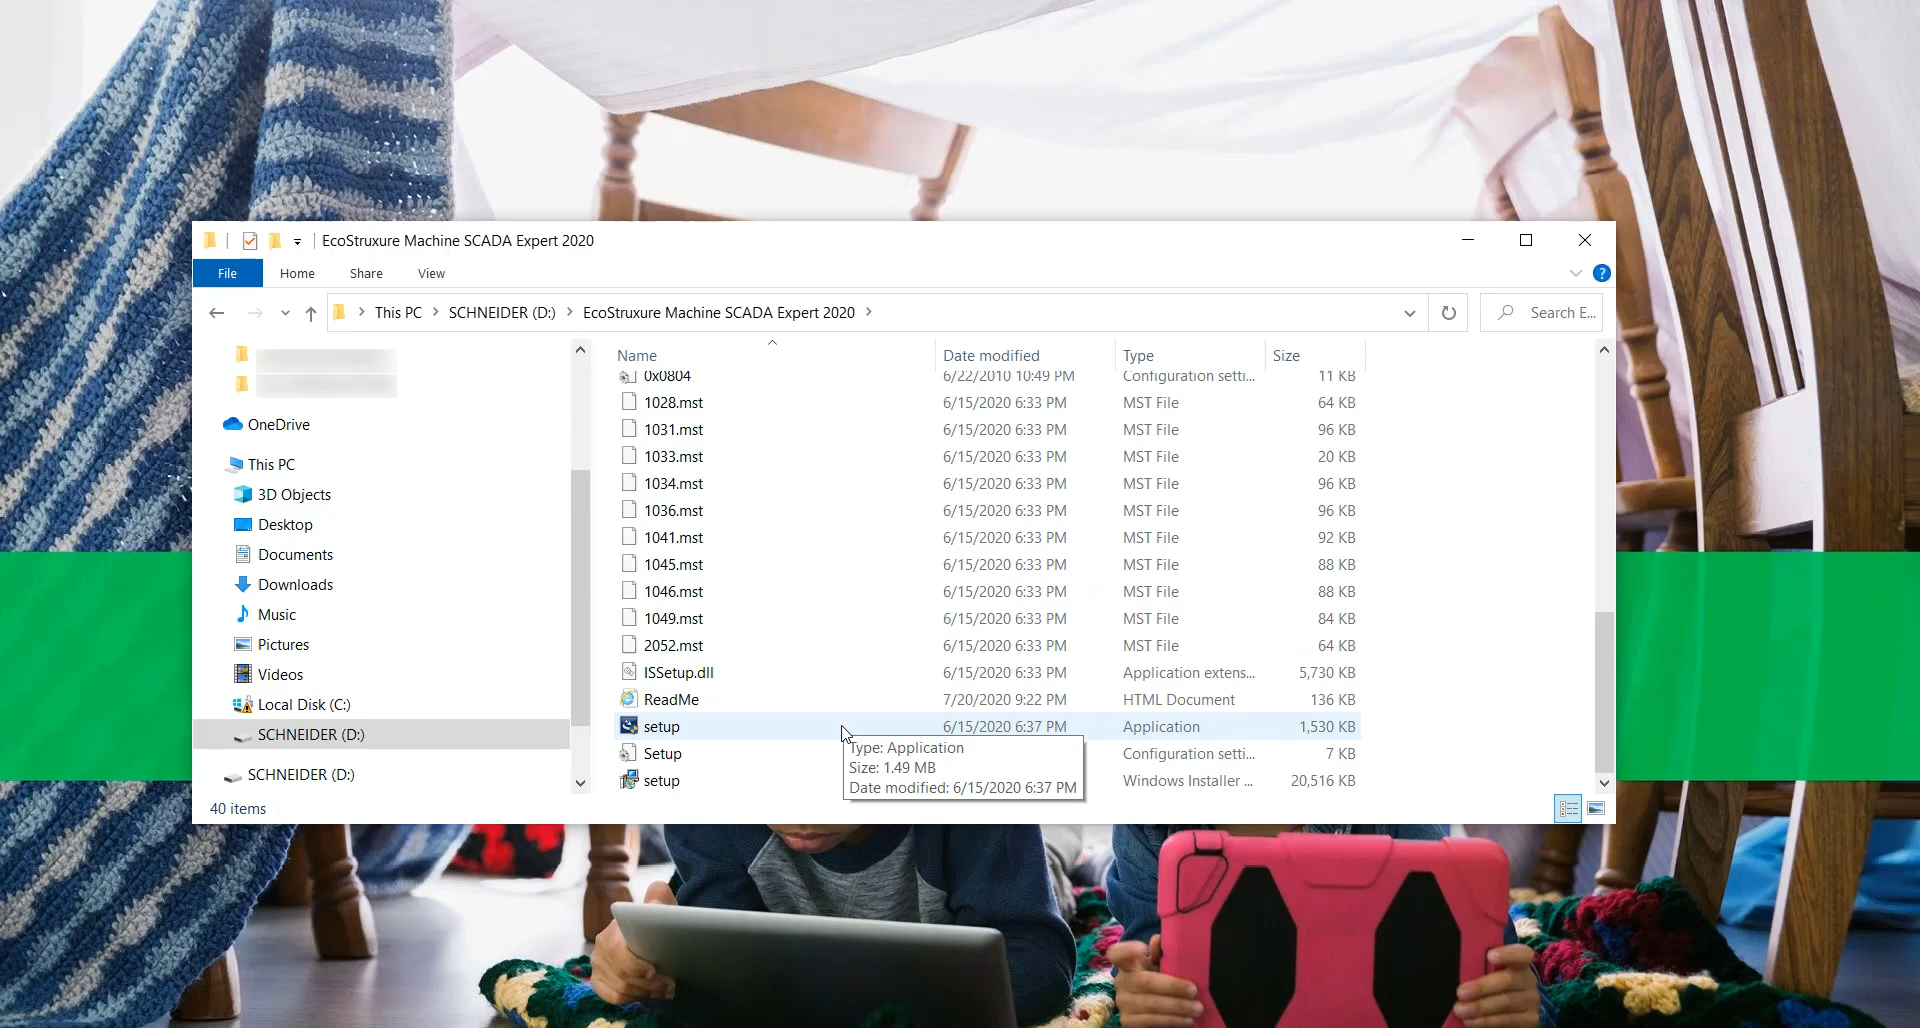 EcoStruxure Machine SCADA Expert 2020
File Home Share View
This PC SCHNEIDER (D:) EcoStruxure Machine SCADA Expert 2020 Search E...
Name Date modified Type Size
0x0804 6/22/2010 10:49 PM Configuration setti... 11 KB
1028.mst 6/15/2020 6:33 PM MST File 64 KB
1031.mst 6/15/2020 6:33 PM MST File 96 KB
1033.mst 6/15/2020 6:33 PM MST File 20 KB
1034.mst 6/15/2020 6:33 PM MST File 96 KB
1036.mst 6/15/2020 6:33 PM MST File 96 KB
1041.mst 6/15/2020 6:33 PM MST File 92 KB
1045.mst 6/15/2020 6:33 PM MST File 88 KB
1046.mst 6/15/2020 6:33 PM MST File 88 KB
1049.mst 6/15/2020 6:33 PM MST File 84 KB
2052.mst 6/15/2020 6:33 PM MST File 64 KB
ISSetup.dll 6/15/2020 6:33 PM Application extens... 5,730 KB
ReadMe 7/20/2020 9:22 PM HTML Document 136 KB
setup 6/15/2020 6:37 PM Application 1,530 KB
Setup Configuration setti... 7 KB
setup Windows Installer ... 20,516 KB
Type: Application
Size: 1.49 MB
Date modified: 6/15/2020 6:37 PM
OneDrive
This PC
3D Objects
Desktop
Documents
Downloads
Music
Pictures
Videos
Local Disk (C:)
SCHNEIDER (D:)
SCHNEIDER (D:)
40 items